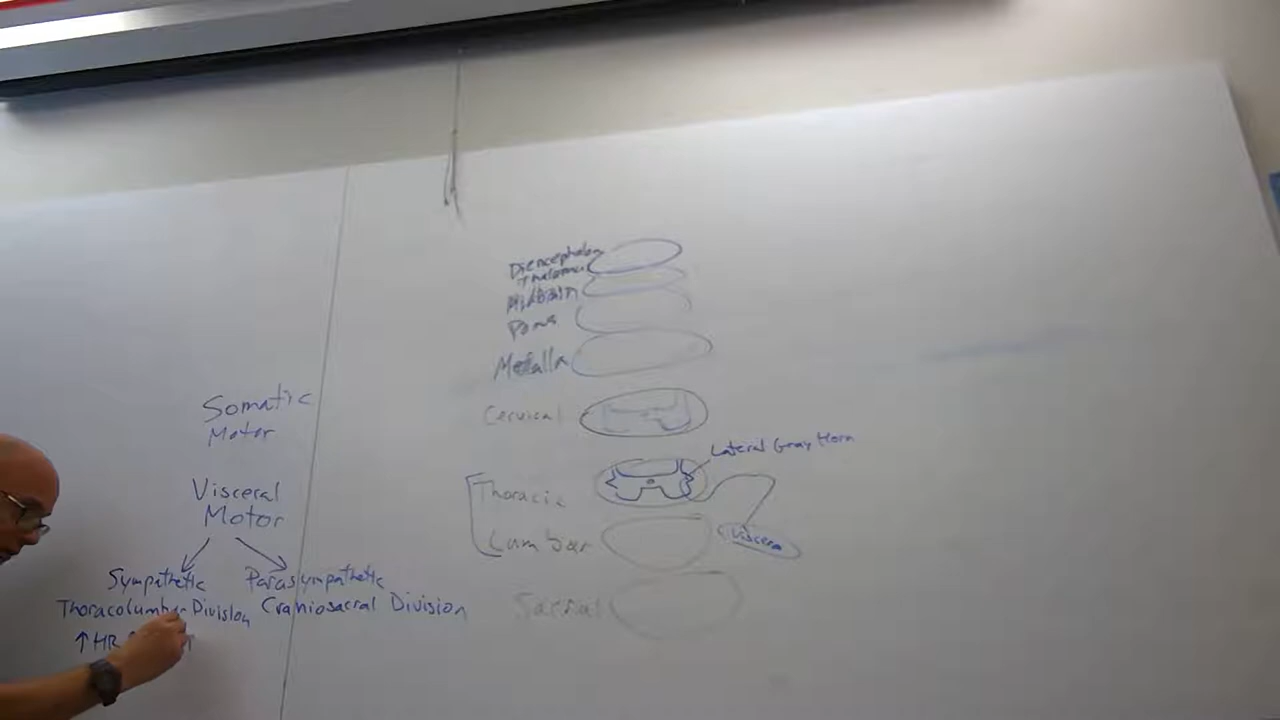 Diencephalon
Thalamus
Midbrain
Pons
Medulla
Cervical
Lateral Gray Horn
Thoracic
Lumbar
Viscera
Sacral
Somatic
Motor
Visceral
Motor
Sympathetic
Thoracolumbar Division
↑HR
Parasympathetic
Craniosacral Division